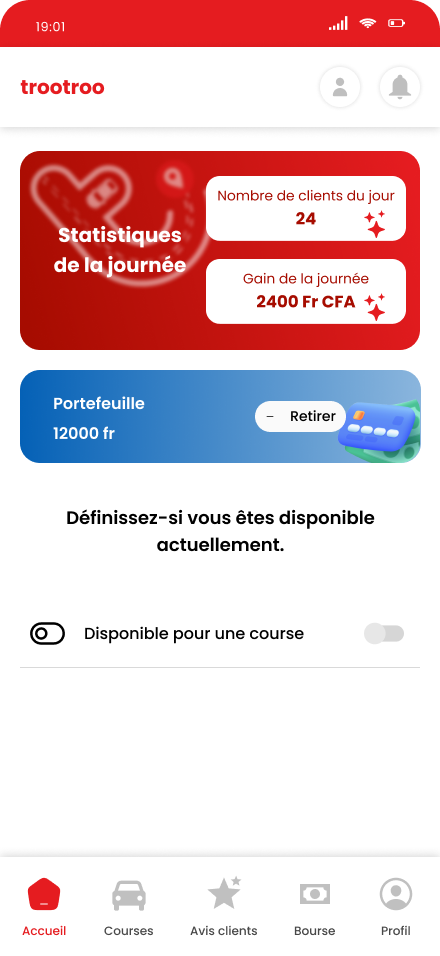 19:01
trootroo
Statistiques
de la journée
Nombre de clients du jour
24
Gain de la journée
2400 Fr CFA
Portefeuille
12000 fr
– Retirer
Définissez-si vous êtes disponible
actuellement.
Disponible pour une course
Accueil
Courses
Avis clients
Bourse
Profil